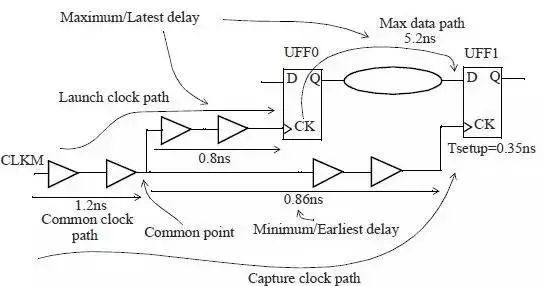 Maximum/Latest delay
Max data path
5.2ns
UFF0
UFF1
D Q
D Q
Launch clock path
CK
CK
Tsetup=0.35ns
CLKM
0.8ns
1.2ns
0.86ns
Common clock
path
Common point
Minimum/Earliest delay
Capture clock path